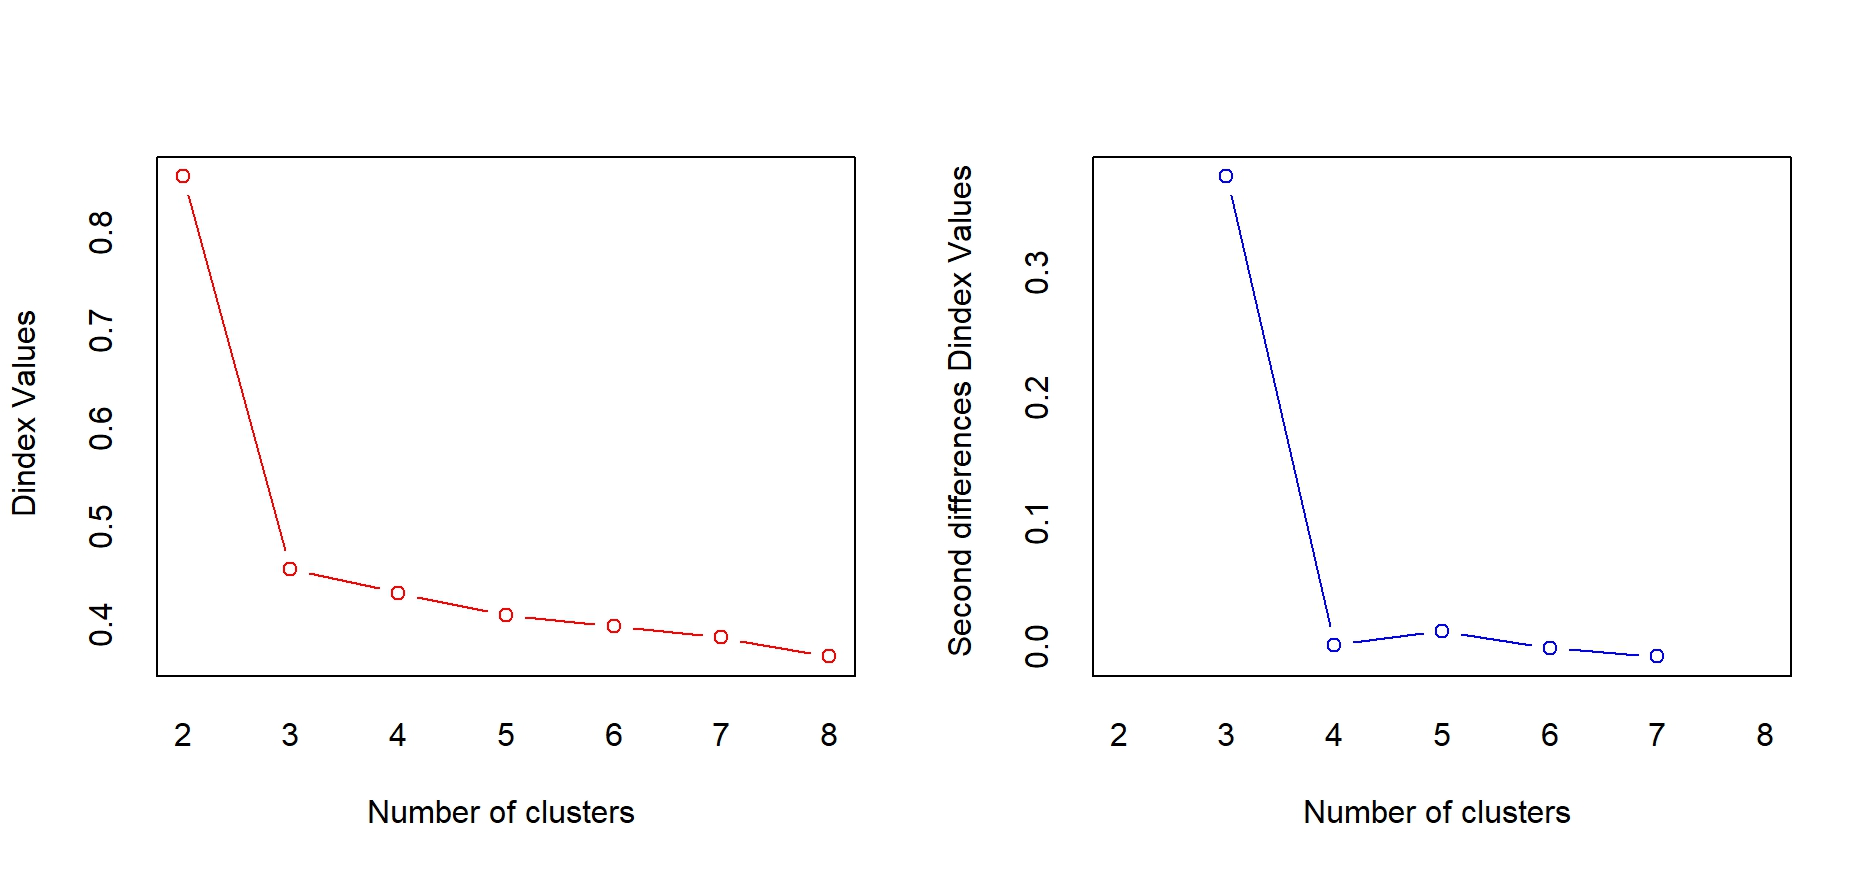 Dindex Values
0.8
0.7
0.6
0.5
0.4
2 3 4 5 6 7 8
Number of clusters
Second differences Dindex Values
0.3
0.2
0.1
0.0
2 3 4 5 6 7 8
Number of clusters